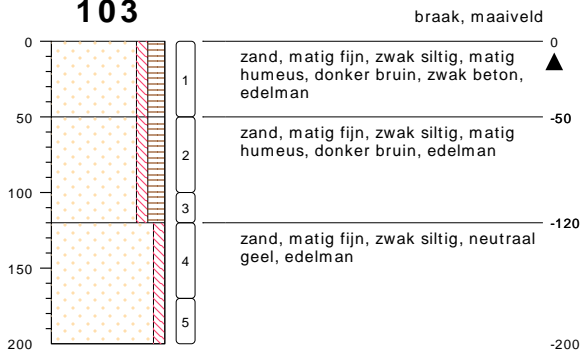 103
braak, maaiveld
0
50
100
150
200
1
2
3
4
5
0
zand, matig fijn, zwak siltig, matig
humeus, donker bruin, zwak beton,
edelman
-50
zand, matig fijn, zwak siltig, matig
humeus, donker bruin, edelman
-120
zand, matig fijn, zwak siltig, neutraal
geel, edelman
-200